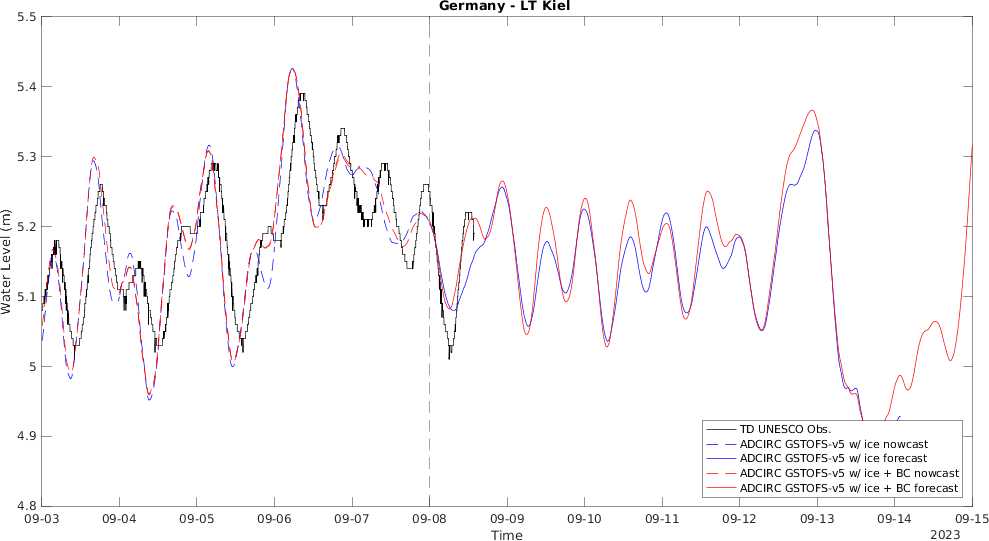 Germany - LT Kiel
5.5
5.4
5.3
5.2
5.1
5
4.9
4.8
Water Level (m)
TD UNESCO Obs.
ADCIRC GSTOFS-v5 w/ ice nowcast
ADCIRC GSTOFS-v5 w/ ice forecast
ADCIRC GSTOFS-v5 w/ ice + BC nowcast
ADCIRC GSTOFS-v5 w/ ice + BC forecast
09-03 09-04 09-05 09-06 09-07 09-08 09-09 09-10 09-11 09-12 09-13 09-14 09-15
Time
2023